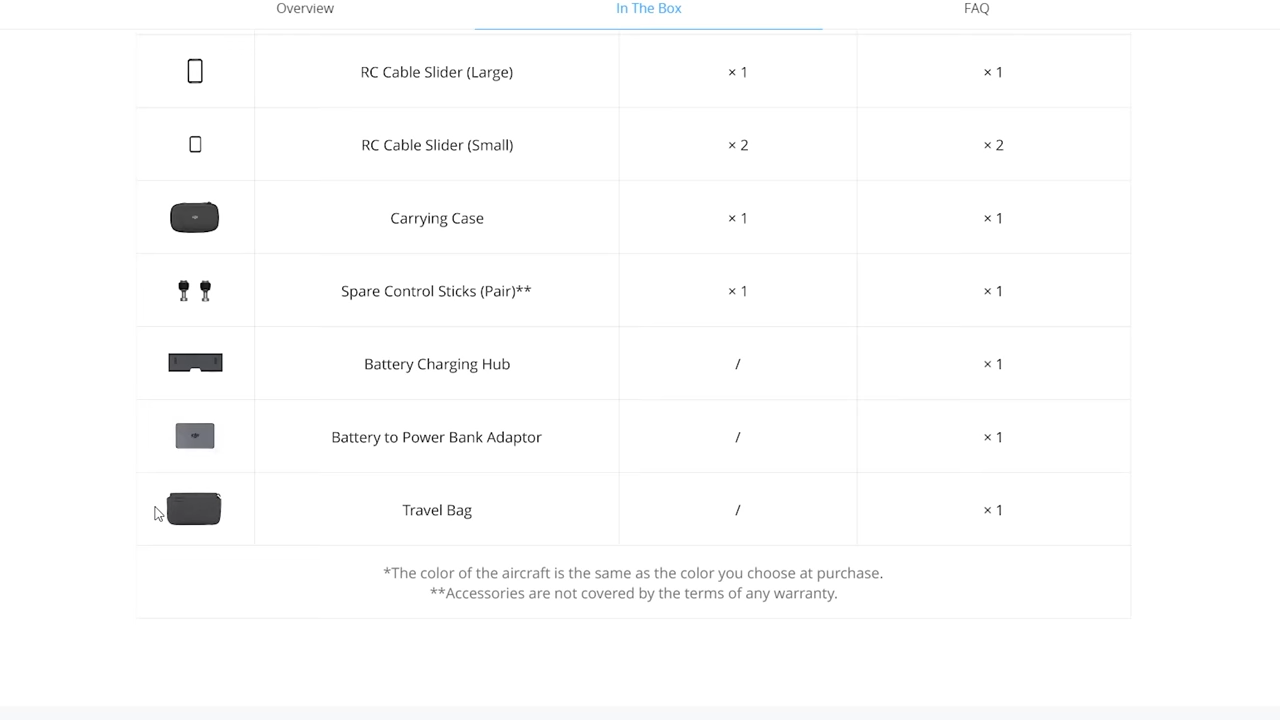 Overview In The Box FAQ
RC Cable Slider (Large) × 1 × 1
RC Cable Slider (Small) × 2 × 2
Carrying Case × 1 × 1
Spare Control Sticks (Pair)** × 1 × 1
Battery Charging Hub / × 1
Battery to Power Bank Adaptor / × 1
Travel Bag / × 1
*The color of the aircraft is the same as the color you choose at purchase.
**Accessories are not covered by the terms of any warranty.